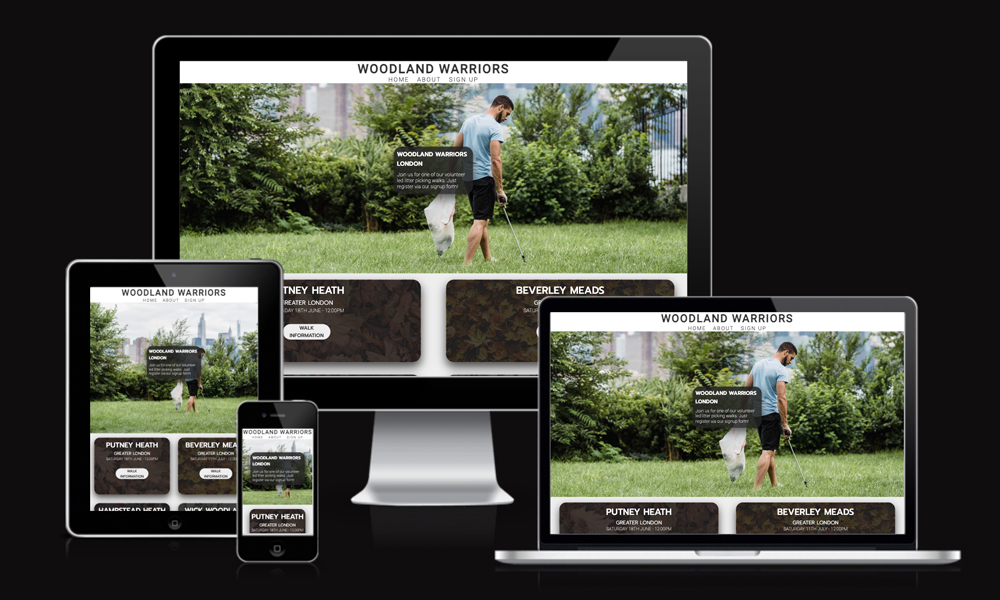 WOODLAND WARRIORS
HOME ABOUT SIGN UP
WOODLAND WARRIORS
LONDON
Join us for one of our volunteer
led litter picking walks. Just
register via our signup form!
TNEY HEATH
GREATER LONDON
DAY 18TH JUNE - 12:00PM
WALK
INFORMATION
BEVERLEY MEADS
WOODLAND WARRIORS
HOME ABOUT SIGN UP
WOODLAND WARRIORS
LONDON
Join us for one of our volunteer
led litter picking walks. Just
register via our signup form!
PUTNEY HEATH
GREATER LONDON
SATURDAY 18TH JUNE - 12:00PM
WALK
INFORMATION
BEVERLEY MEA
GREATER LONDON
WALK
INFORMATION
HAMPSTEAD HEATH
WICK WOODLA
WOODLAND WARRIORS
HOME ABOUT SIGN UP
WOODLAND WARRIORS
LONDON
Join us for one of our volunteer
led litter picking walks. Just
register via our signup form!
PUTNEY HEATH
GREATER LONDON
SATURDAY 18TH JUNE - 12:00PM
WOODLAND WARRIORS
HOME ABOUT SIGN UP
WOODLAND WARRIORS
LONDON
Join us for one of our volunteer
led litter picking walks. Just
register via our signup form!
PUTNEY HEATH
GREATER LONDON
SATURDAY 18TH JUNE - 12:00PM
BEVERLEY MEADS
GREATER LONDON
SATURDAY 11TH JULY - 12:00PM